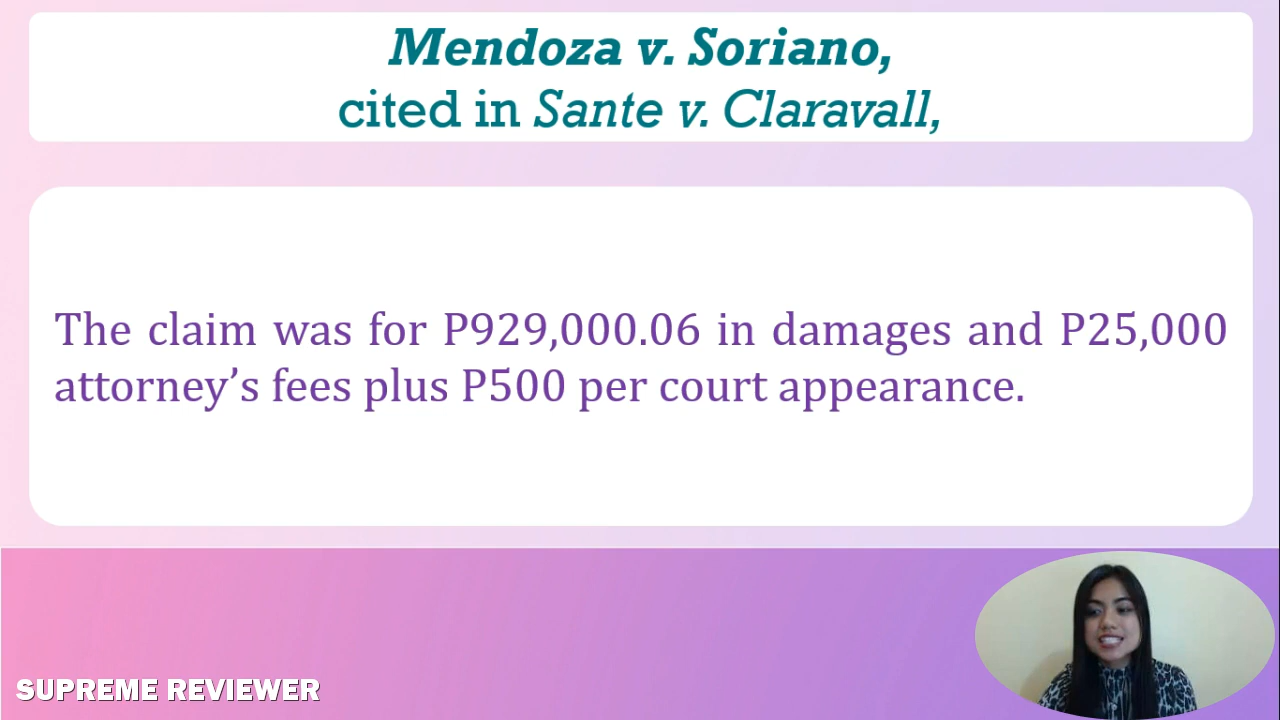 Mendoza v. Soriano,
cited in Sante v. Claravall,
The claim was for P929,000.06 in damages and P25,000
attorney’s fees plus P500 per court appearance.
SUPREME REVIEWER